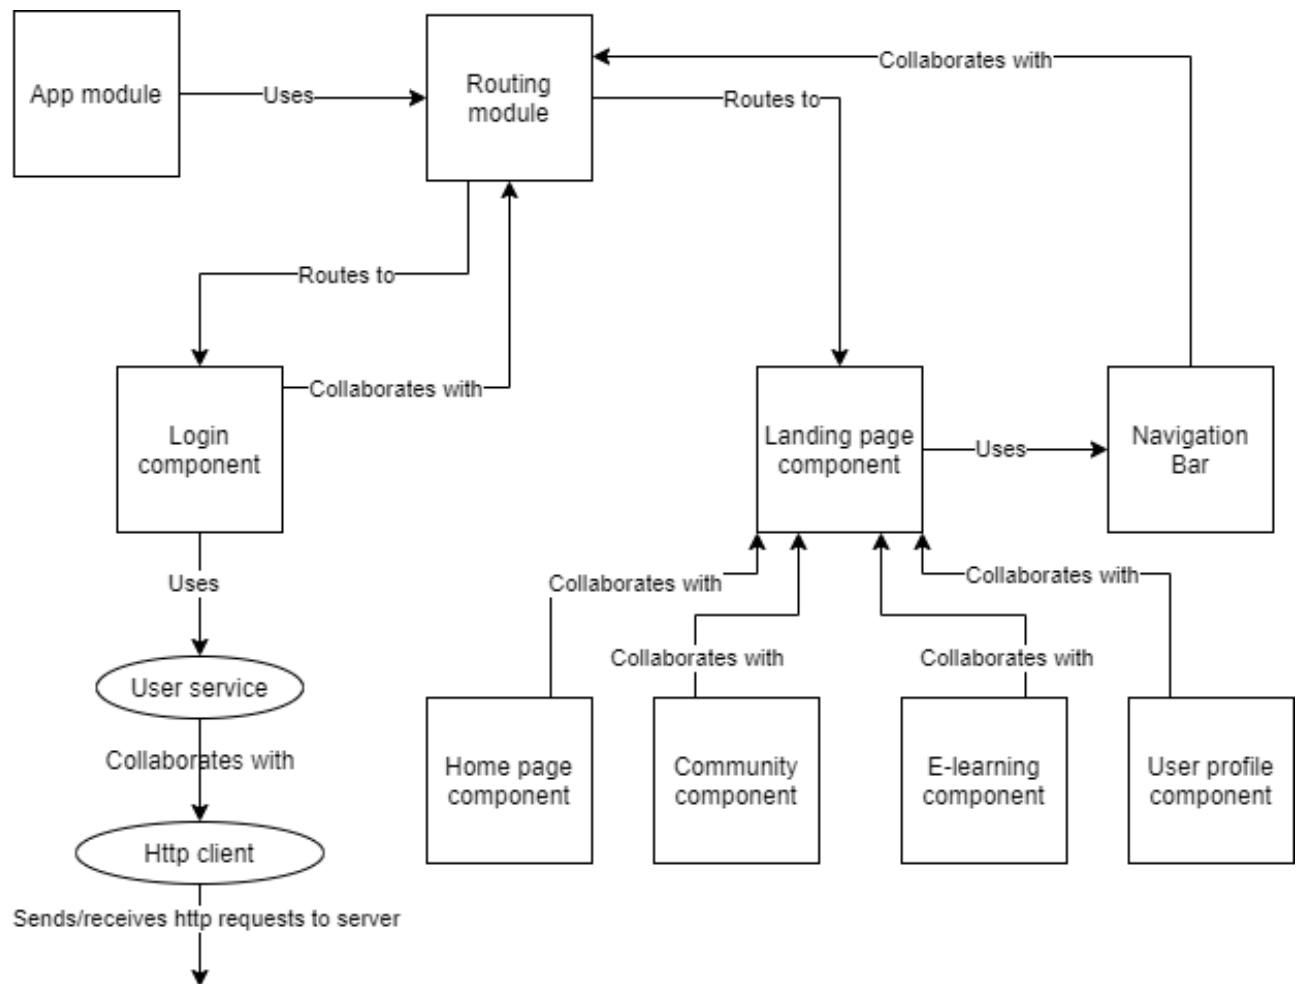 App module
Uses
Routing
module
Collaborates with
Routes to
Routes to
Collaborates with
Login
component
Landing page
component
Uses
Navigation
Bar
Uses
Collaborates with
Collaborates with
Collaborates with
Collaborates with
User service
Collaborates with
Home page
component
Community
component
E-learning
component
User profile
component
Http client
Sends/receives http requests to server